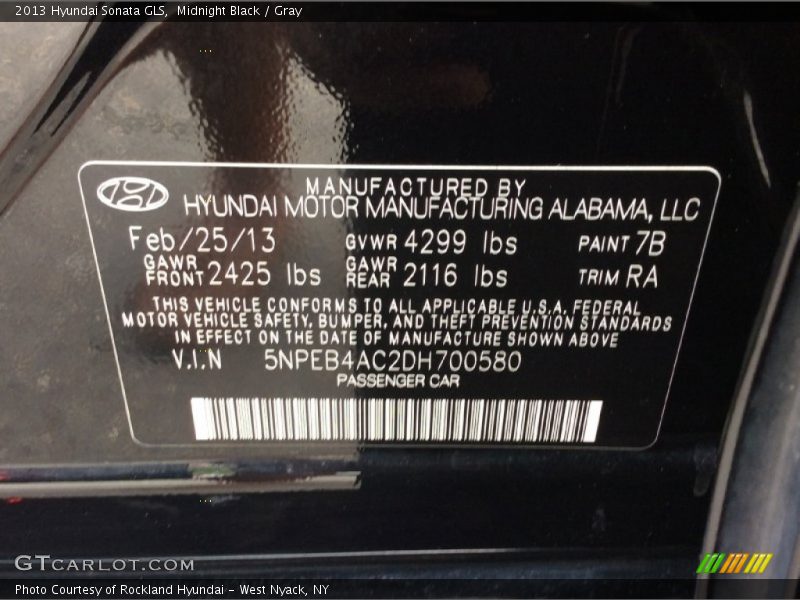 2013 Hyundai Sonata GLS, Midnight Black / Gray
MANUFACTURED BY
HYUNDAI MOTOR MANUFACTURING ALABAMA, LLC
Feb/25/13 GVWR 4299 lbs PAINT 7B
GAWR FRONT 2425 lbs GAWR REAR 2116 lbs TRIM RA
THIS VEHICLE CONFORMS TO ALL APPLICABLE U.S.A. FEDERAL
MOTOR VEHICLE SAFETY, BUMPER, AND THEFT PREVENTION STANDARDS
IN EFFECT ON THE DATE OF MANUFACTURE SHOWN ABOVE
V.I.N 5NPEB4AC2DH700580
PASSENGER CAR
GTCARLOT.COM
Photo Courtesy of Rockland Hyundai - West Nyack, NY